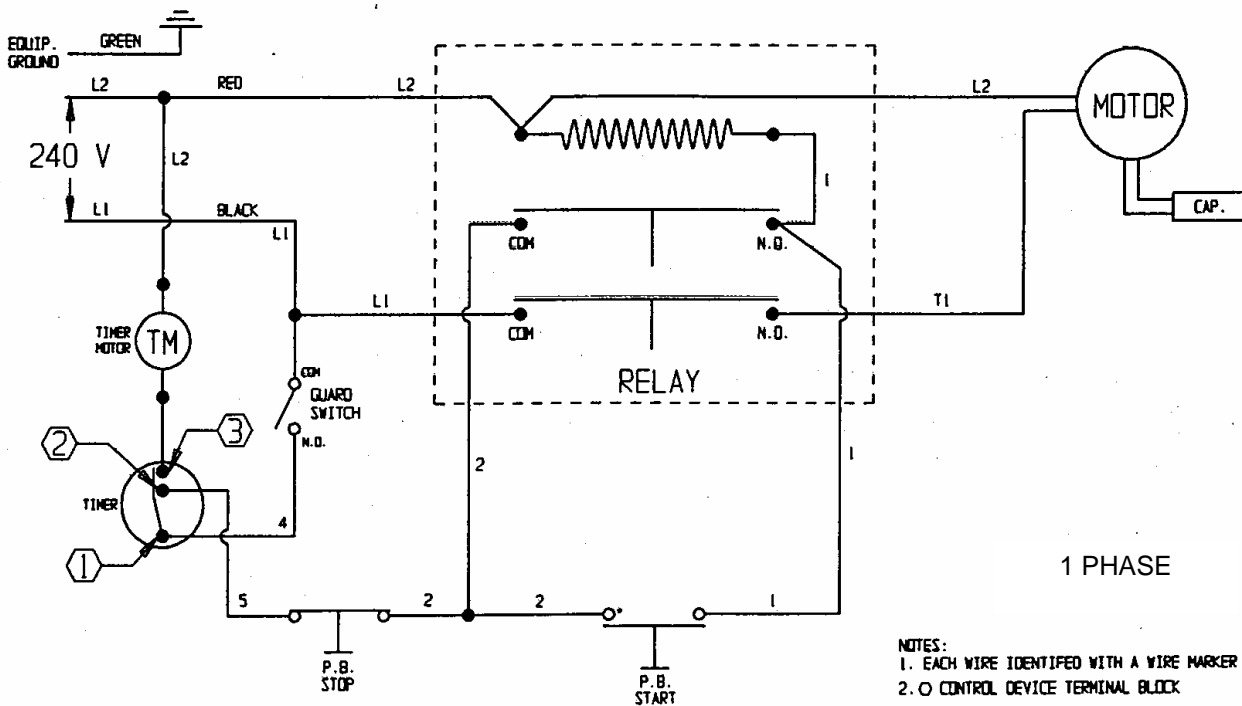 EQUIP.
GROUND
GREEN
L2
RED
L2
L2
MOTOR
240 V
L2
1
CAP.
L1
BLACK
L1
COM
N.O.
L1
T1
COM
N.O.
TIMER
MOTOR
TM
RELAY
COM
GUARD
SWITCH
N.O.
2
3
2
1
TIMER
4
1
1 PHASE
5
2
2
1
P.B.
STOP
P.B.
START
NOTES:
1. EACH WIRE IDENTIFED WITH A WIRE MARKER
2. O CONTROL DEVICE TERMINAL BLOCK